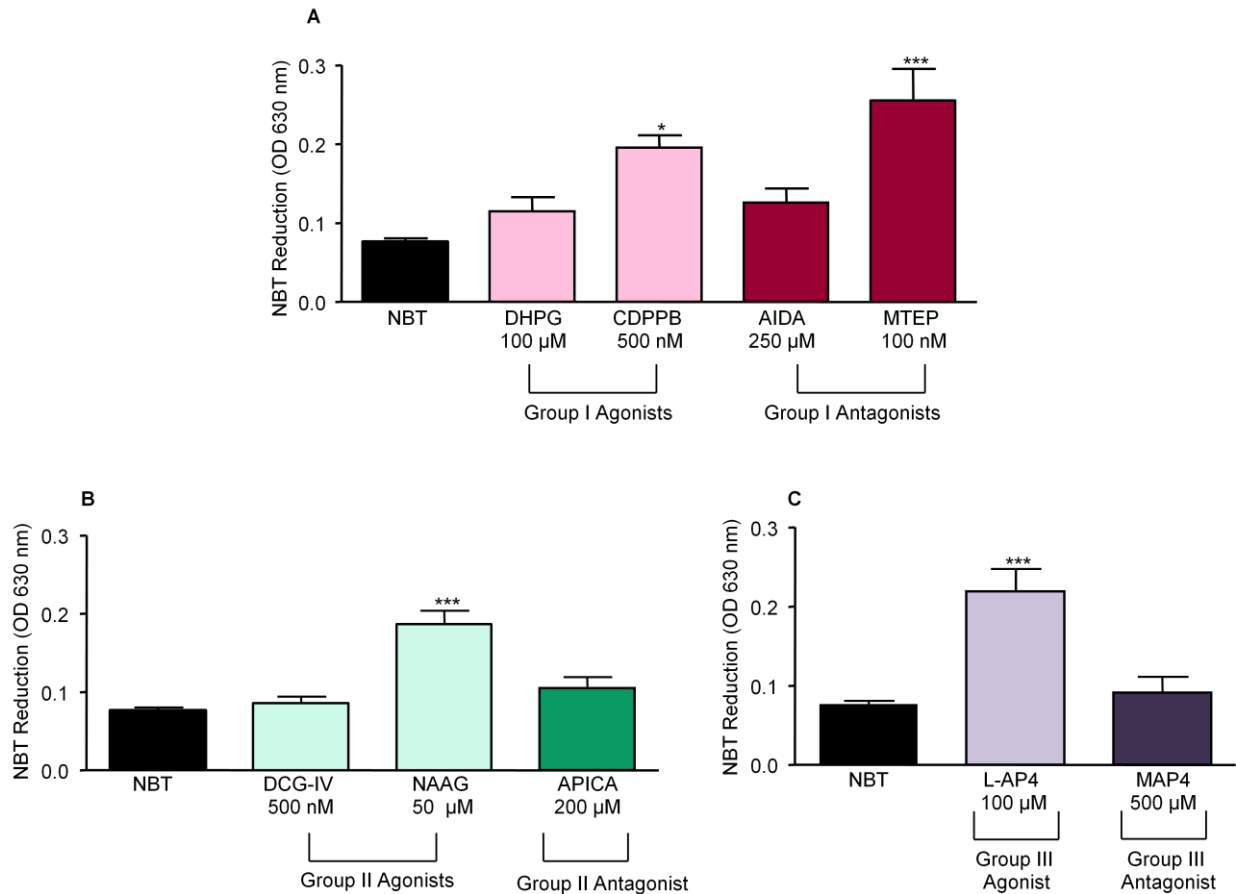 A
NBT Reduction (OD 630 nm)
0.3
0.2
0.1
0.0
*
***
NBT DHPG CDPPB AIDA MTEP
100 µM 500 nM 250 µM 100 nM
Group I Agonists Group I Antagonists
B
NBT Reduction (OD 630 nm)
0.3
0.2
0.1
0.0
***
NBT DCG-IV NAAG APICA
500 nM 50 µM 200 µM
Group II Agonists Group II Antagonist
C
NBT Reduction (OD 630 nm)
0.3
0.2
0.1
0.0
***
NBT L-AP4 MAP4
100 µM 500 µM
Group III Group III
Agonist Antagonist